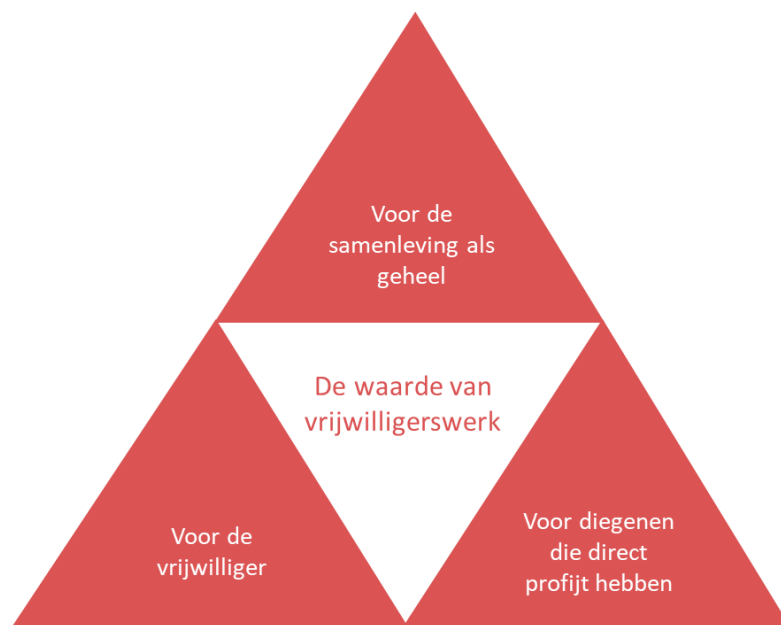 Voor de
samenleving als
geheel
De waarde van
vrijwilligerswerk
Voor de
vrijwilliger
Voor diegenen
die direct
profijt hebben